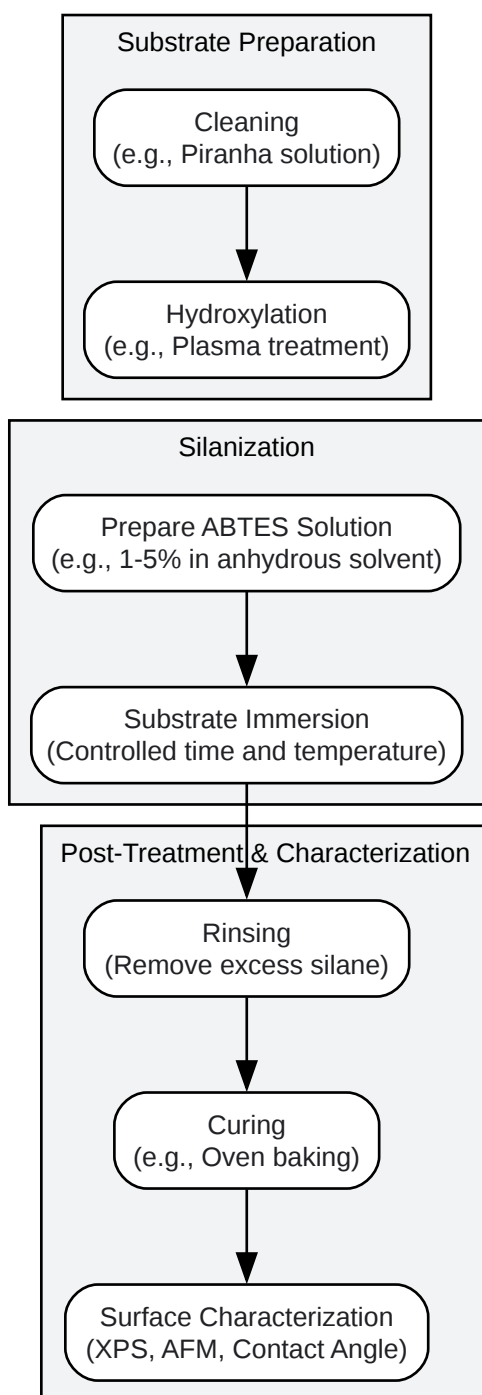 Substrate Preparation
Cleaning
(e.g., Piranha solution)
Hydroxylation
(e.g., Plasma treatment)
Silanization
Prepare ABTES Solution
(e.g., 1-5% in anhydrous solvent)
Substrate Immersion
(Controlled time and temperature)
Post-Treatment & Characterization
Rinsing
(Remove excess silane)
Curing
(e.g., Oven baking)
Surface Characterization
(XPS, AFM, Contact Angle)